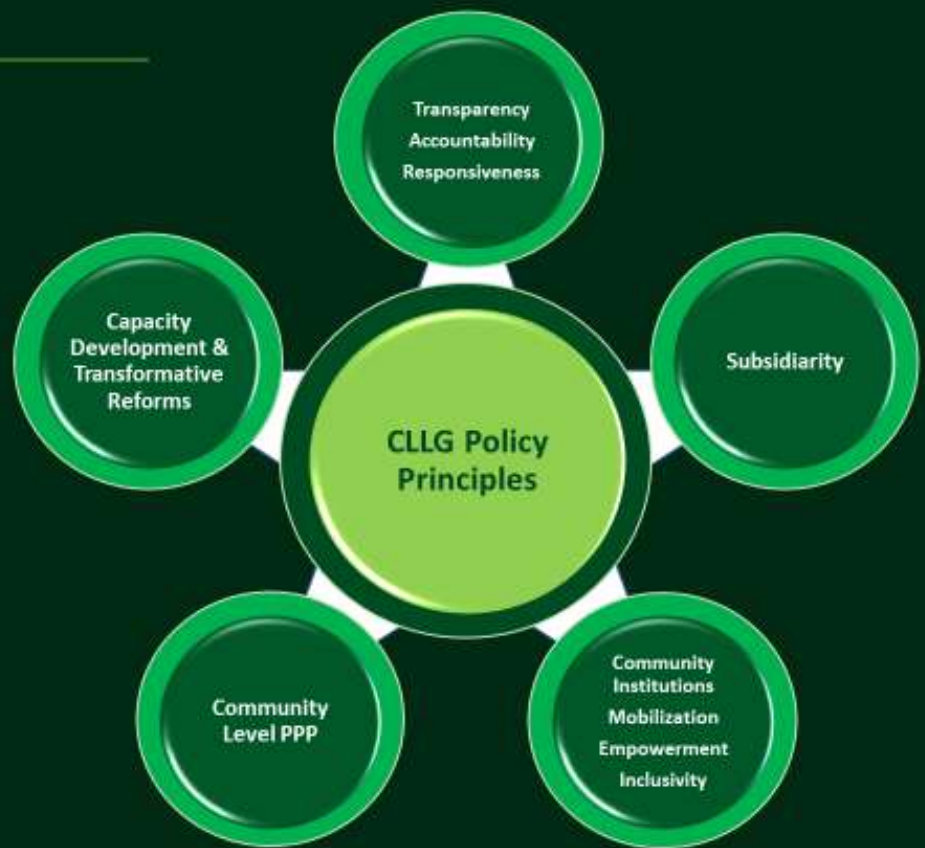 Transparency
Accountability
Responsiveness
Capacity
Development &
Transformative
Reforms
Subsidiarity
CLLG Policy
Principles
Community
Level PPP
Community
Institutions
Mobilization
Empowerment
Inclusivity